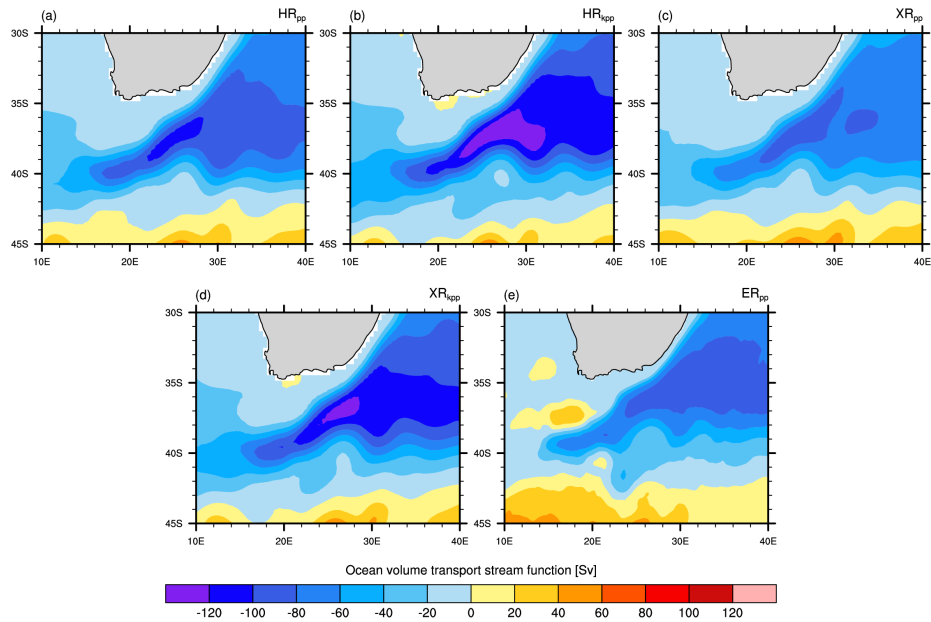 (a) HRpp (b) HRkpp (c) XRpp
30S 30S 30S
35S 35S 35S
40S 40S 40S
45S 45S 45S
10E 20E 30E 40E 10E 20E 30E 40E 10E 20E 30E 40E
(d) XRkpp (e) ERpp
30S 30S
35S 35S
40S 40S
45S 45S
10E 20E 30E 40E 10E 20E 30E 40E
Ocean volume transport stream function [Sv]
-120 -100 -80 -60 -40 -20 0 20 40 60 80 100 120